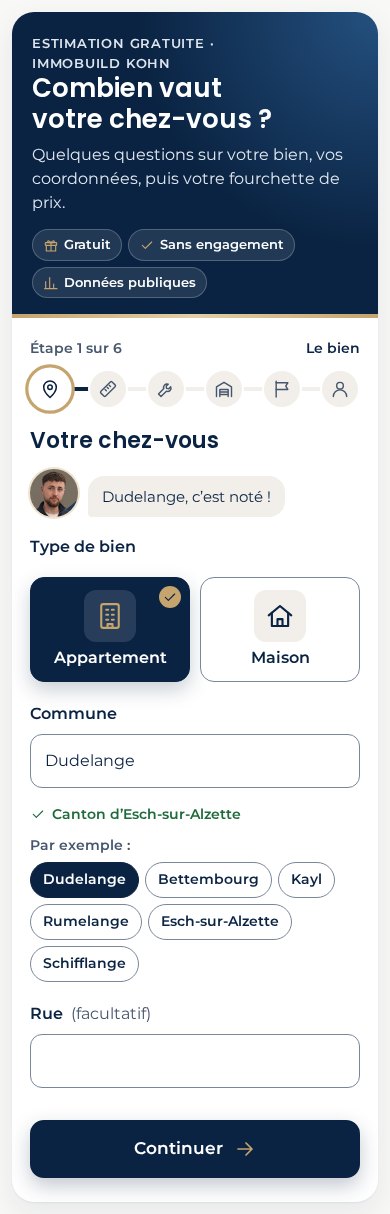 ESTIMATION GRATUITE ·
IMMOBUILD KOHN
Combien vaut
votre chez-vous ?
Quelques questions sur votre bien, vos
coordonnées, puis votre fourchette de
prix.
Gratuit
Sans engagement
Données publiques
Étape 1 sur 6
Le bien
Votre chez-vous
Dudelange, c’est noté !
Type de bien
Appartement
Maison
Commune
Dudelange
Canton d’Esch-sur-Alzette
Par exemple :
Dudelange
Bettembourg
Kayl
Rumelange
Esch-sur-Alzette
Schifflange
Rue (facultatif)
Continuer